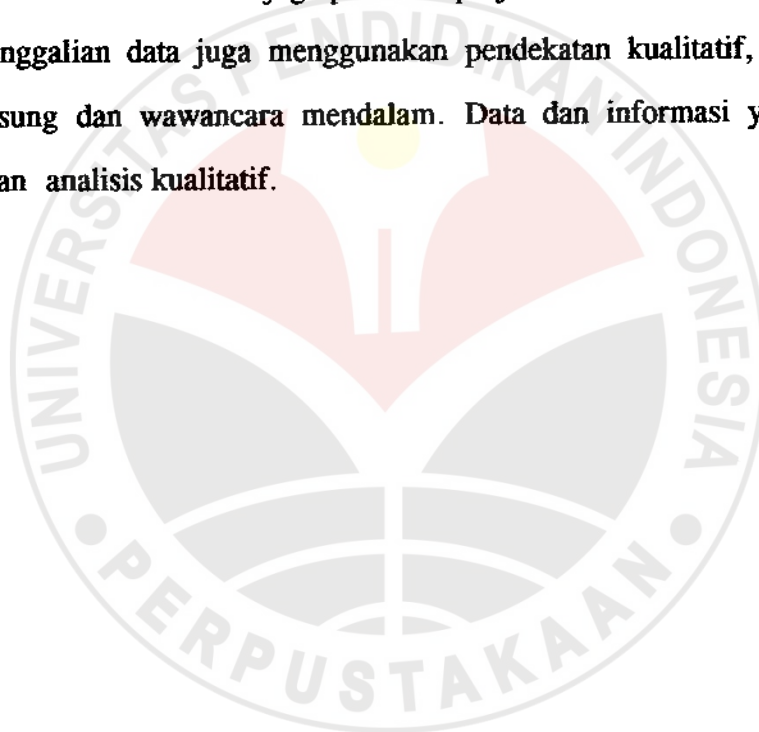 nggalian data juga menggunakan pendekatan kualitatif,
sung dan wawancara mendalam. Data dan informasi y
an analisis kualitatif.
UNIVERSITAS PENDIDIKAN INDONESIA
PERPUSTAKAAN